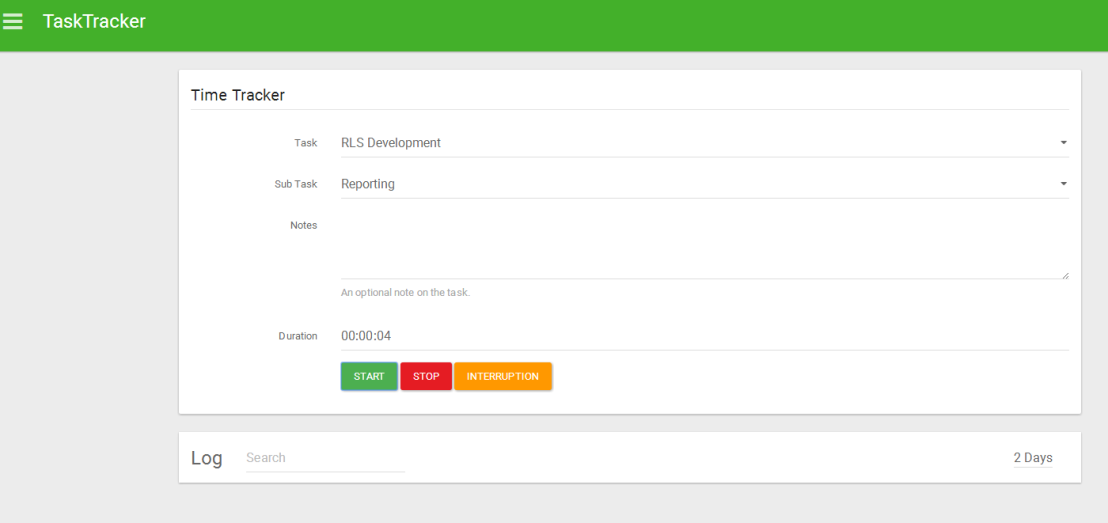 TaskTracker
Time Tracker
Task RLS Development
Sub Task Reporting
Notes
An optional note on the task.
Duration 00:00:04
START STOP INTERRUPTION
Log Search 2 Days